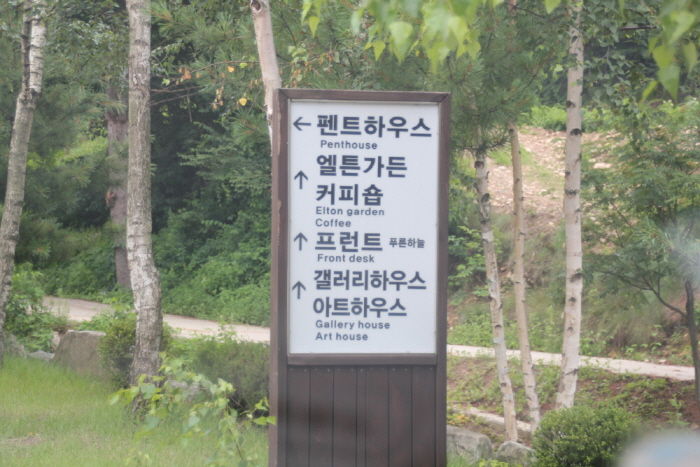 ← 펜트하우스
Penthouse
↑ 엘튼가든
커피숍
Elton garden
Coffee
↑ 프런트 푸른하늘
Front desk
↑ 갤러리하우스
아트하우스
Gallery house
Art house